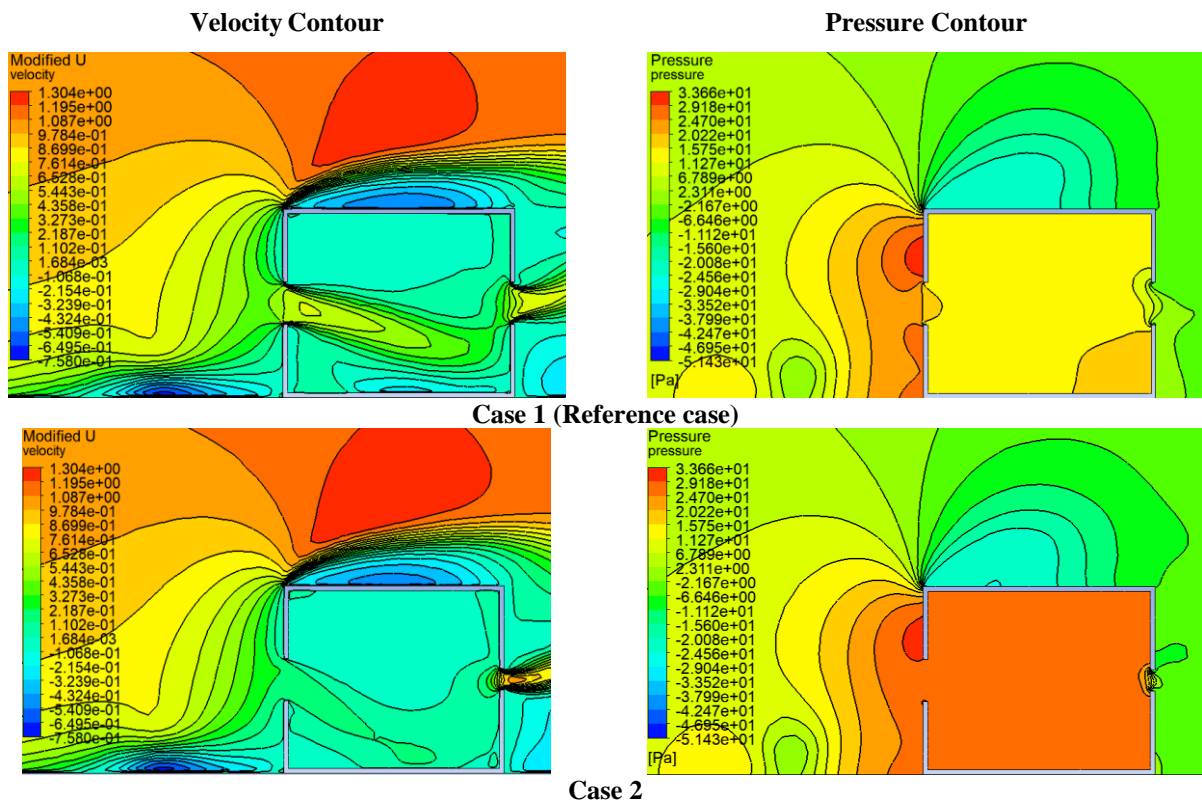 Velocity Contour
Pressure Contour
Modified U
velocity
1.304e+00
1.195e+00
1.087e+00
9.784e-01
8.699e-01
7.614e-01
6.528e-01
5.443e-01
4.358e-01
3.273e-01
2.187e-01
1.102e-01
1.684e-03
-1.068e-01
-2.154e-01
-3.239e-01
-4.324e-01
-5.409e-01
-6.495e-01
-7.580e-01
Pressure
pressure
3.366e+01
2.918e+01
2.470e+01
2.022e+01
1.575e+01
1.127e+01
6.789e+00
2.311e+00
-2.167e+00
-6.646e+00
-1.112e+01
-1.560e+01
-2.008e+01
-2.456e+01
-2.904e+01
-3.352e+01
-3.799e+01
-4.247e+01
-4.695e+01
-5.143e+01
[Pa]
Case 1 (Reference case)
Modified U
velocity
1.304e+00
1.195e+00
1.087e+00
9.784e-01
8.699e-01
7.614e-01
6.528e-01
5.443e-01
4.358e-01
3.273e-01
2.187e-01
1.102e-01
1.684e-03
-1.068e-01
-2.154e-01
-3.239e-01
-4.324e-01
-5.409e-01
-6.495e-01
-7.580e-01
Pressure
pressure
3.366e+01
2.918e+01
2.470e+01
2.022e+01
1.575e+01
1.127e+01
6.789e+00
2.311e+00
-2.167e+00
-6.646e+00
-1.112e+01
-1.560e+01
-2.008e+01
-2.456e+01
-2.904e+01
-3.352e+01
-3.799e+01
-4.247e+01
-4.695e+01
-5.143e+01
[Pa]
Case 2